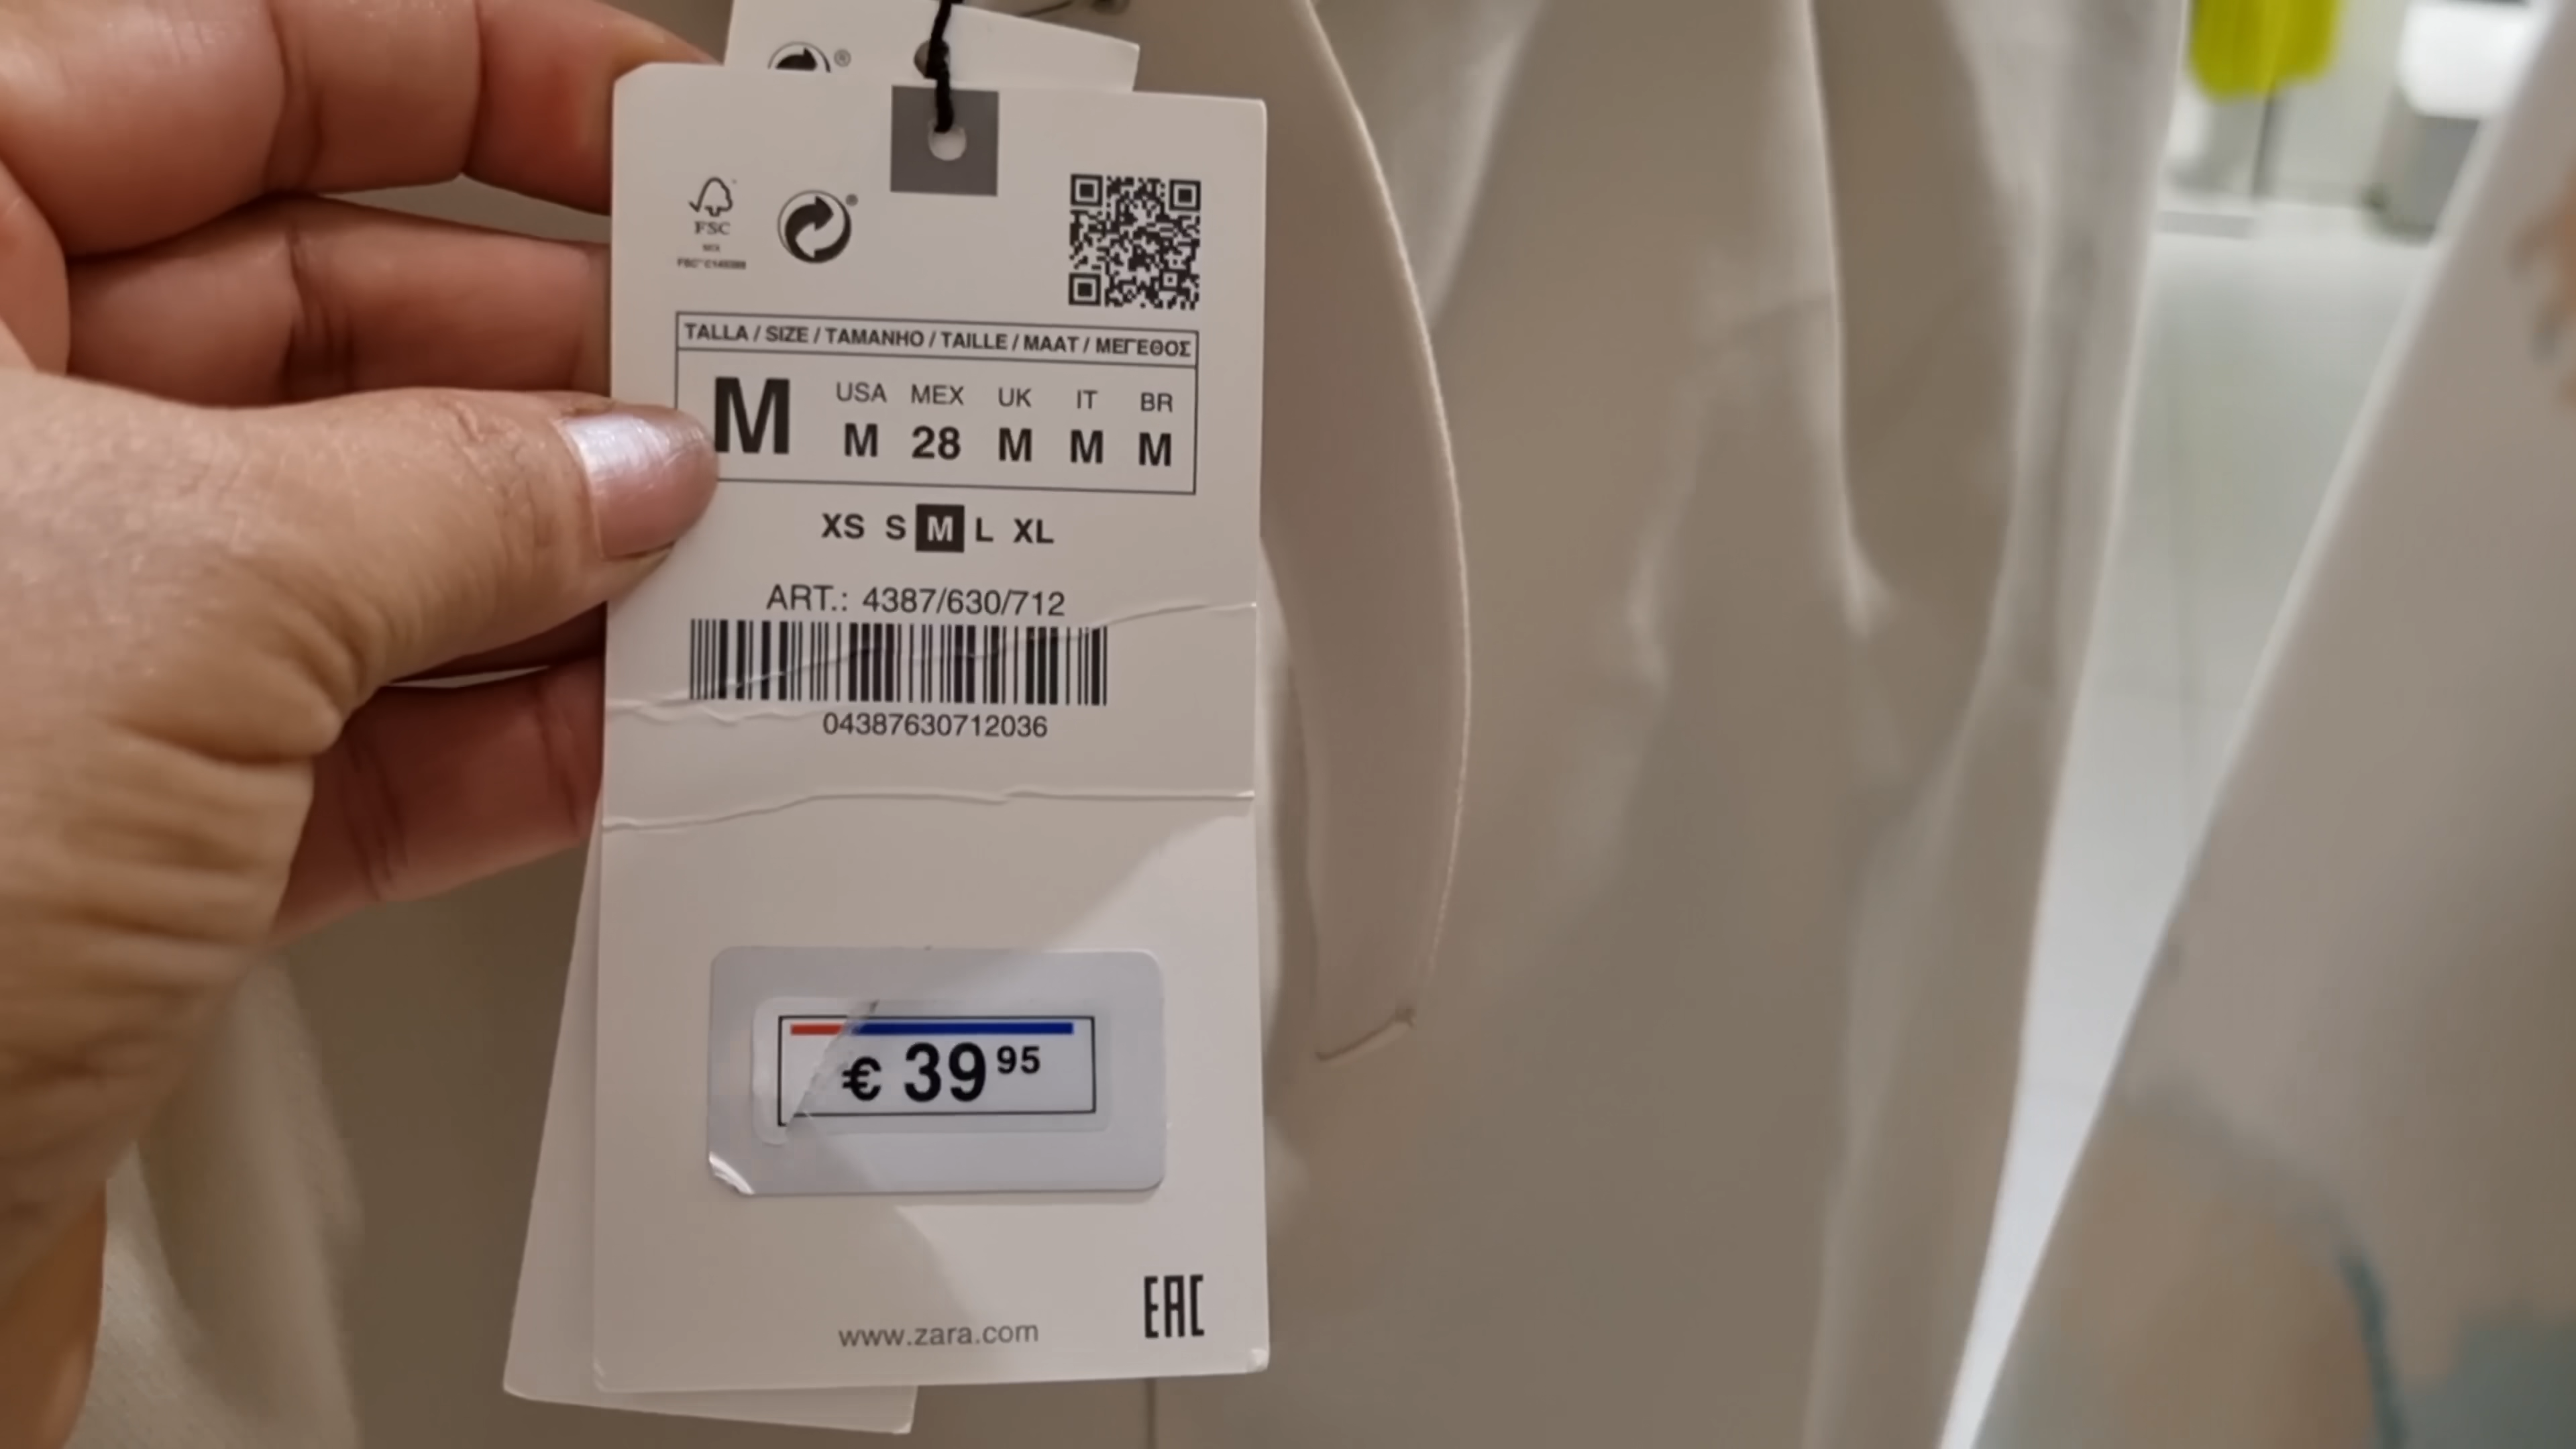 ®
®
FSC
MIX
TALLA / SIZE / TAMANHO / TAILLE / MAAT / ΜΕΓΕΘΟΣ
M
USA MEX UK IT BR
M 28 M M M
XS S M L XL
ART.: 4387/630/712
04387630712036
€ 39 95
www.zara.com
EAC